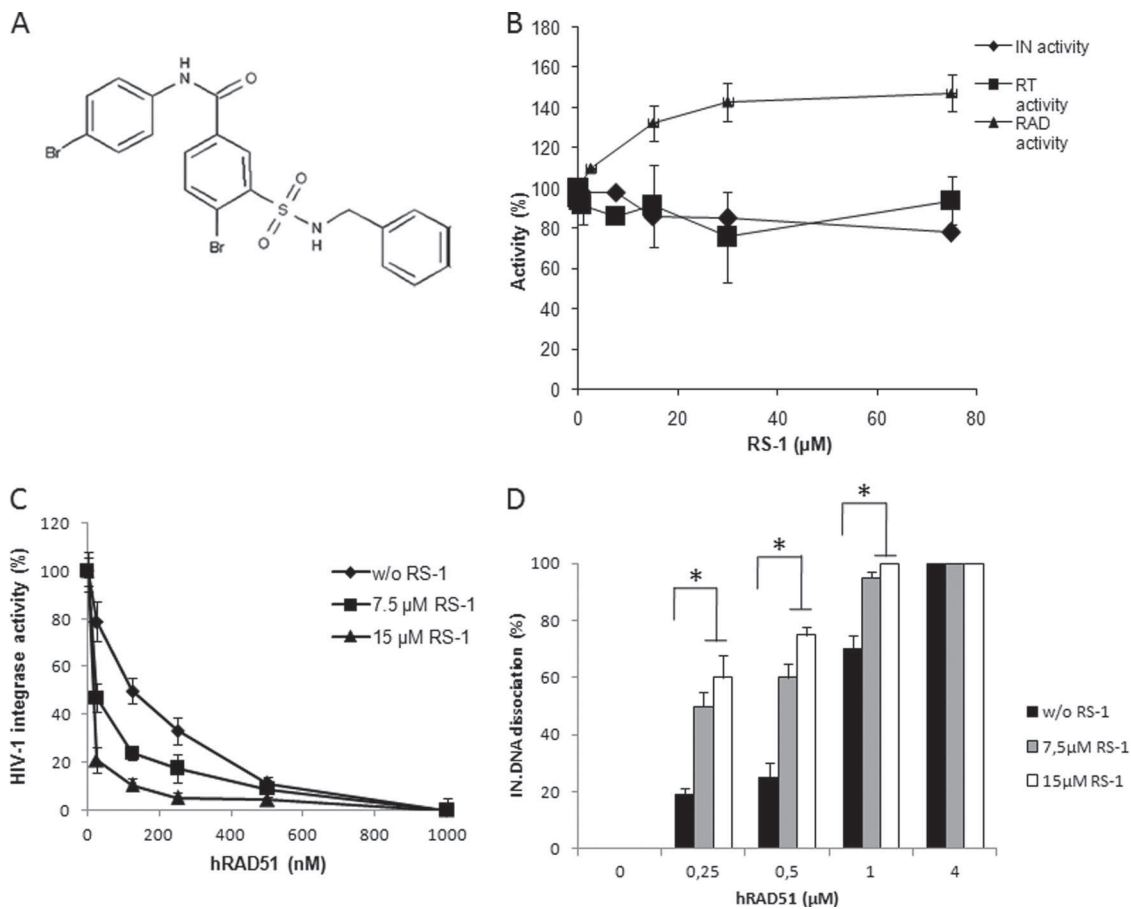 A
H
N
O
Br
O
S
O
N
H
Br
B
180
160
140
120
100
80
60
40
20
0
Activity (%)
0 20 40 60 80
RS-1 (µM)
IN activity
RT
activity
RAD
activity
C
120
100
80
60
40
20
0
HIV-1 integrase activity (%)
0 200 400 600 800 1000
hRAD51 (nM)
w/o RS-1
7.5 µM RS-1
15 µM RS-1
D
100
80
60
40
20
0
IN.DNA dissociation (%)
* * *
0 0,25 0,5 1 4
hRAD51 (µM)
w/o RS-1
7,5µM RS-1
15µM RS-1